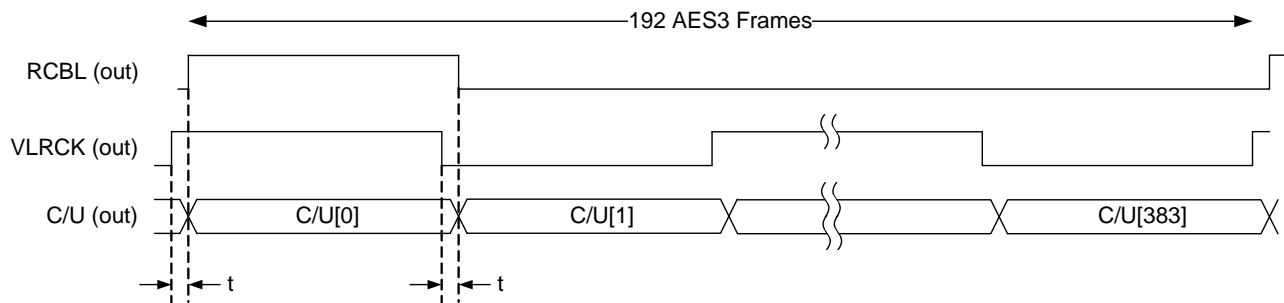 192 AES3 Frames
RCBL (out)
VLRCK (out)
C/U (out)
C/U[0]
C/U[1]
C/U[383]
t
t